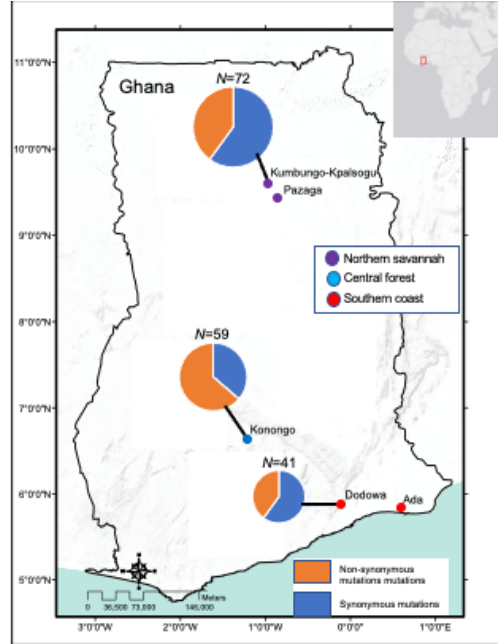 11°0'0"N
Ghana
N=72
10°0'0"N
Kumbungo-Kpalsogu
Pazaga
9°0'0"N
Northern savannah
Central forest
Southern coast
8°0'0"N
N=59
7°0'0"N
Konongo
N=41
6°0'0"N
Dodowa
Ada
Non-synonymous
mutations mutations
5°0'0"N
Meters
0 36,500 73,000 146,000
Synonymous mutations
3°0'0"W 2°0'0"W 1°0'0"W 0°0'0" 1°0'0"E